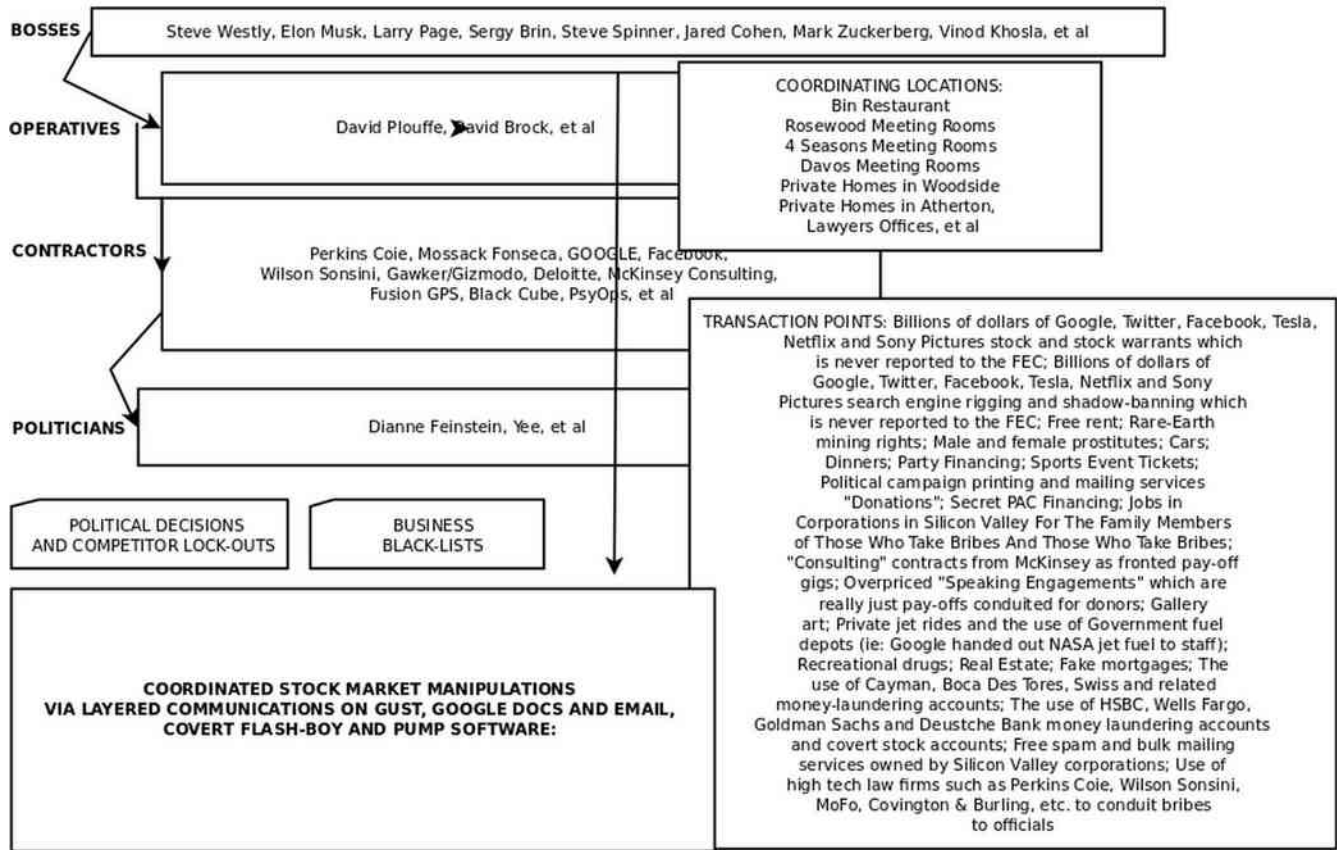 BOSSES
Steve Westly, Elon Musk, Larry Page, Sergy Brin, Steve Spinner, Jared Cohen, Mark Zuckerberg, Vinod Khosla, et al
OPERATIVES
David Plouffe, David Brock, et al
COORDINATING LOCATIONS:
Bin Restaurant
Rosewood Meeting Rooms
4 Seasons Meeting Rooms
Davos Meeting Rooms
Private Homes in Woodside
Private Homes in Atherton,
Lawyers Offices, et al
CONTRACTORS
Perkins Coie, Mossack Fonseca, GOOGLE, Facebook,
Wilson Sonsini, Gawker/Gizmodo, Deloitte, McKinsey Consulting,
Fusion GPS, Black Cube, PsyOps, et al
POLITICIANS
Dianne Feinstein, Yee, et al
TRANSACTION POINTS: Billions of dollars of Google, Twitter, Facebook, Tesla,
Netflix and Sony Pictures stock and stock warrants which
is never reported to the FEC; Billions of dollars of
Google, Twitter, Facebook, Tesla, Netflix and Sony
Pictures search engine rigging and shadow-banning which
is never reported to the FEC; Free rent; Rare-Earth
mining rights; Male and female prostitutes; Cars;
Dinners; Party Financing; Sports Event Tickets;
Political campaign printing and mailing services
"Donations"; Secret PAC Financing; Jobs in
Corporations in Silicon Valley For The Family Members
of Those Who Take Bribes And Those Who Take Bribes;
"Consulting" contracts from McKinsey as fronted pay-off
gigs; Overpriced "Speaking Engagements" which are
really just pay-offs conduited for donors; Gallery
art; Private jet rides and the use of Government fuel
depots (ie: Google handed out NASA jet fuel to staff);
Recreational drugs; Real Estate; Fake mortgages; The
use of Cayman, Boca Des Tores, Swiss and related
money-laundering accounts; The use of HSBC, Wells Fargo,
Goldman Sachs and Deustche Bank money laundering accounts
and covert stock accounts; Free spam and bulk mailing
services owned by Silicon Valley corporations; Use of
high tech law firms such as Perkins Coie, Wilson Sonsini,
MoFo, Covington & Burling, etc. to conduit bribes
to officials
POLITICAL DECISIONS
AND COMPETITOR LOCK-OUTS
BUSINESS
BLACK-LISTS
COORDINATED STOCK MARKET MANIPULATIONS
VIA LAYERED COMMUNICATIONS ON GUST, GOOGLE DOCS AND EMAIL,
COVERT FLASH-BOY AND PUMP SOFTWARE: